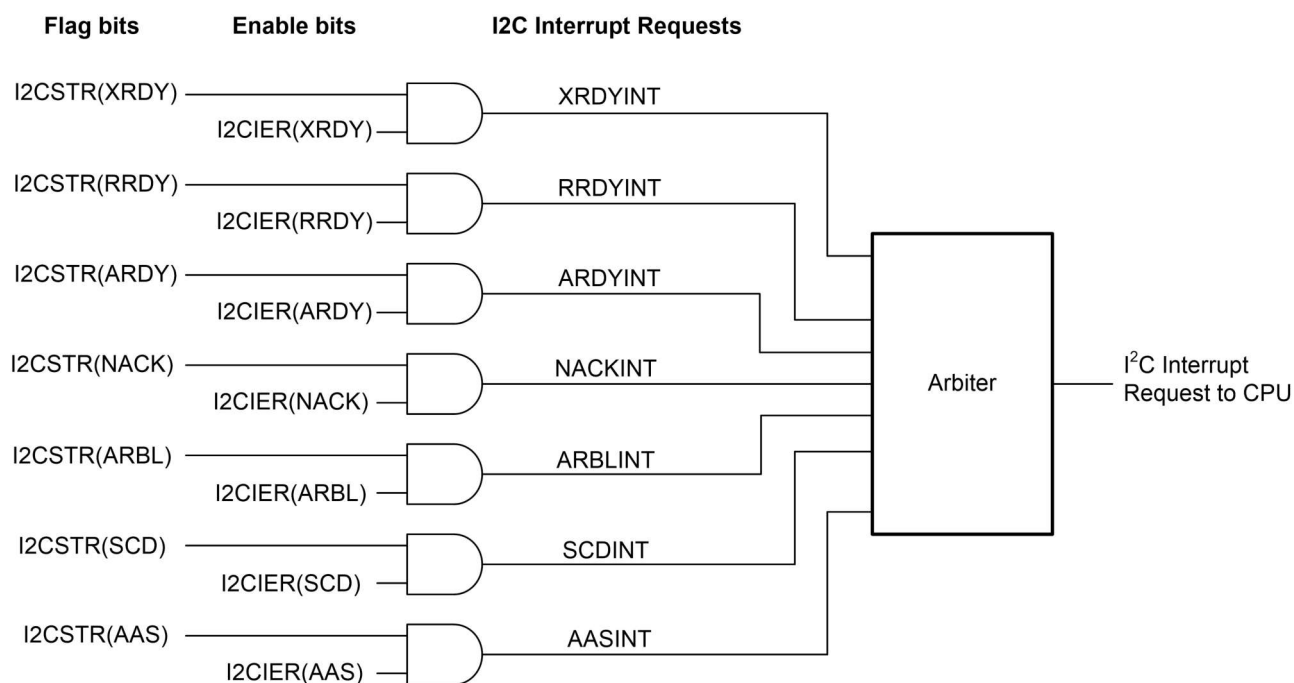 Flag bits Enable bits I2C Interrupt Requests
I2CSTR(XRDY)
XRDYINT
I2CIER(XRDY)
I2CSTR(RRDY)
RRDYINT
I2CIER(RRDY)
I2CSTR(ARDY)
ARDYINT
I2CIER(ARDY)
I2CSTR(NACK)
NACKINT
I2CIER(NACK)
Arbiter
I²C Interrupt
Request to CPU
I2CSTR(ARBL)
ARBLINT
I2CIER(ARBL)
I2CSTR(SCD)
SCDINT
I2CIER(SCD)
I2CSTR(AAS)
AASINT
I2CIER(AAS)